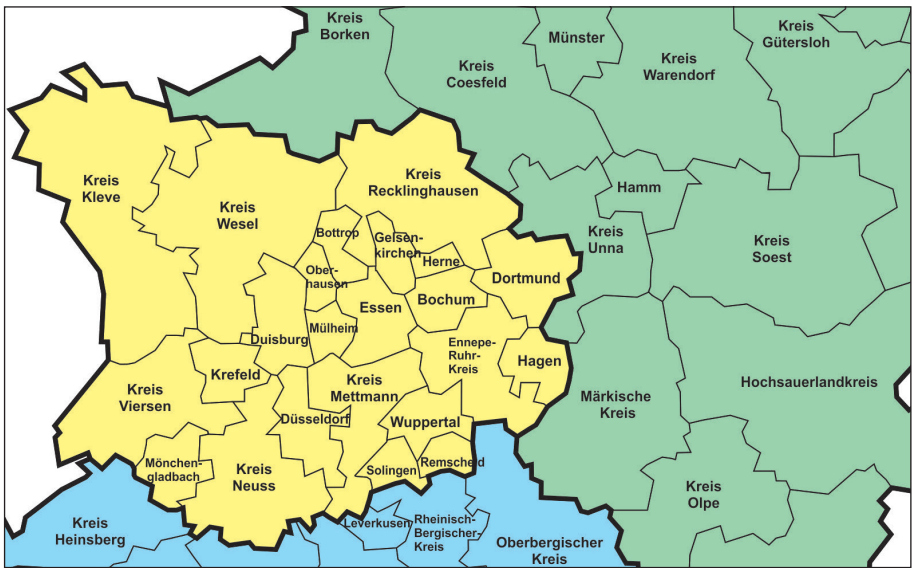 Kreis
Borken
Münster
Kreis
Gütersloh
Kreis
Coesfeld
Kreis
Warendorf
Kreis
Kleve
Kreis
Wesel
Kreis
Recklinghausen
Hamm
Bottrop
Gelsen-
kirchen
Herne
Kreis
Unna
Kreis
Soest
Ober-
hausen
Dortmund
Essen
Bochum
Duisburg
Mülheim
Ennepe-
Ruhr-
Kreis
Hagen
Krefeld
Kreis
Mettmann
Kreis
Viersen
Märkische
Kreis
Hochsauerlandkreis
Düsseldorf
Wuppertal
Mönchen-
gladbach
Kreis
Neuss
Solingen
Remscheid
Kreis
Olpe
Kreis
Heinsberg
Leverkusen
Rheinisch-
Bergischer-
Kreis
Oberbergischer
Kreis